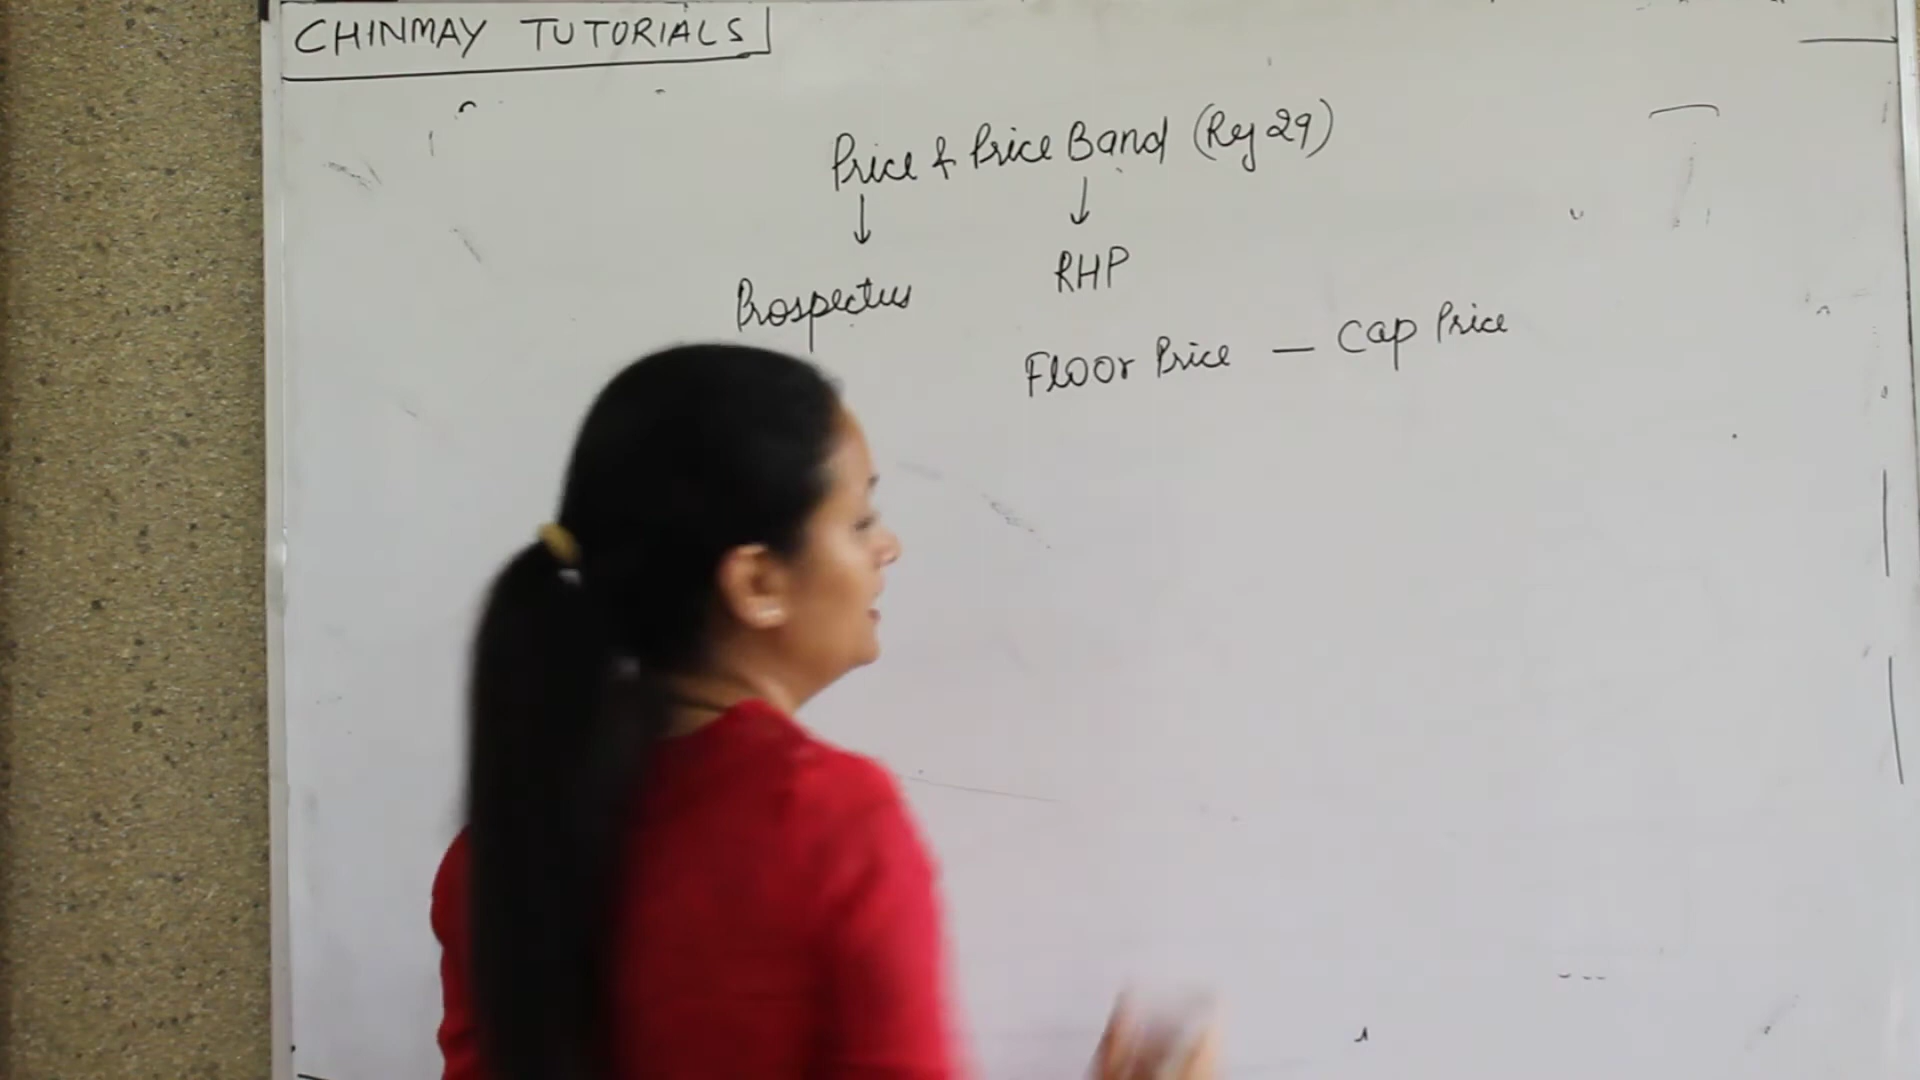 CHINMAY TUTORIALS
Price & Price Band (Reg 29)
↓ ↓
Prospectus RHP
Floor Price — Cap Price